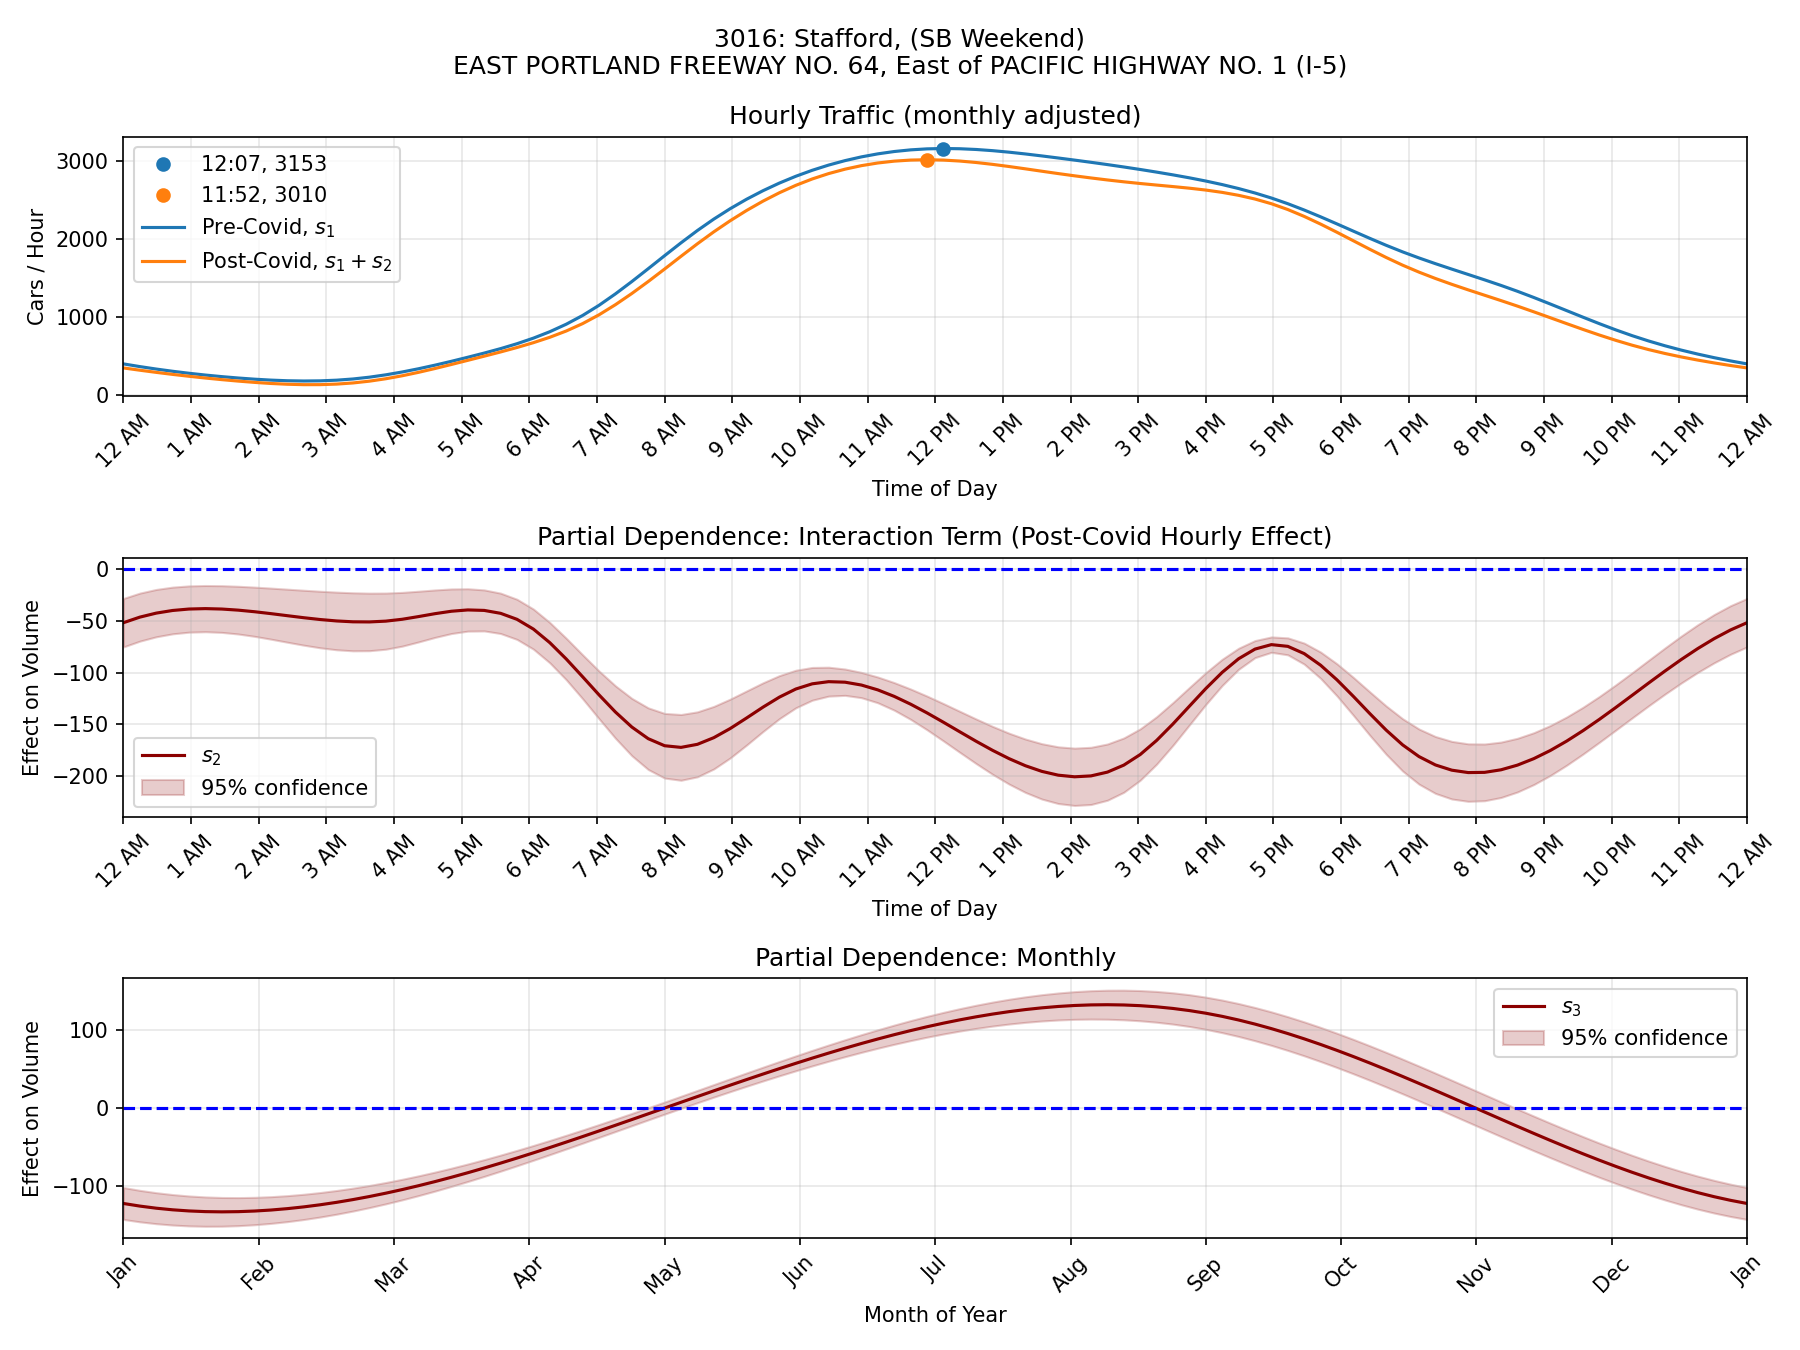 3016: Stafford, (SB Weekend)
EAST PORTLAND FREEWAY NO. 64, East of PACIFIC HIGHWAY NO. 1 (I-5)
Hourly Traffic (monthly adjusted)
12:07, 3153
11:52, 3010
Pre-Covid, s₁
Post-Covid, s₁ + s₂
Cars / Hour
3000
2000
1000
0
12 AM 1 AM 2 AM 3 AM 4 AM 5 AM 6 AM 7 AM 8 AM 9 AM 10 AM 11 AM 12 PM 1 PM 2 PM 3 PM 4 PM 5 PM 6 PM 7 PM 8 PM 9 PM 10 PM 11 PM 12 AM
Time of Day
Partial Dependence: Interaction Term (Post-Covid Hourly Effect)
Effect on Volume
0
−50
−100
−150
−200
s₂
95% confidence
12 AM 1 AM 2 AM 3 AM 4 AM 5 AM 6 AM 7 AM 8 AM 9 AM 10 AM 11 AM 12 PM 1 PM 2 PM 3 PM 4 PM 5 PM 6 PM 7 PM 8 PM 9 PM 10 PM 11 PM 12 AM
Time of Day
Partial Dependence: Monthly
Effect on Volume
100
0
−100
s₃
95% confidence
Jan Feb Mar Apr May Jun Jul Aug Sep Oct Nov Dec Jan
Month of Year